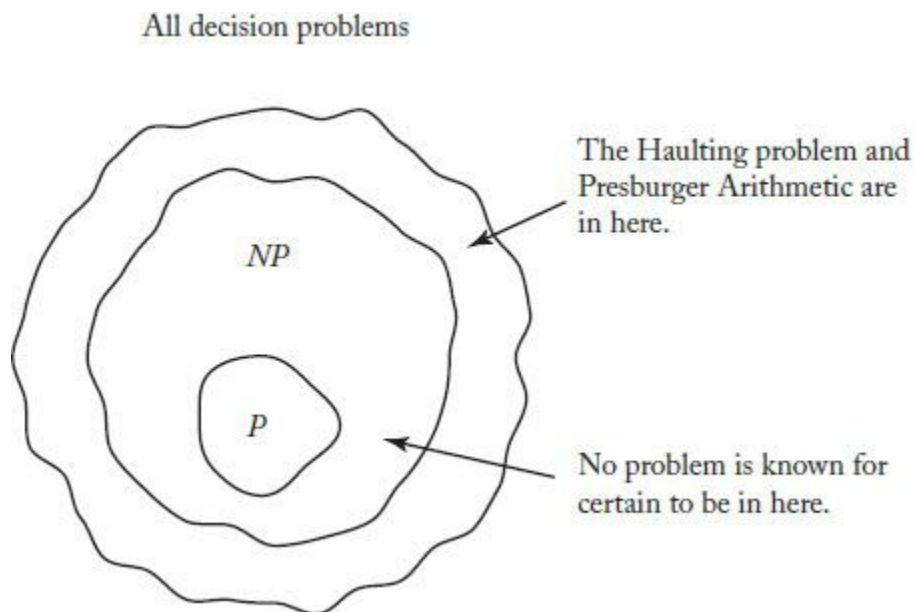 All decision problems
The Haulting problem and
Presburger Arithmetic are
in here.
NP
P
No problem is known for
certain to be in here.